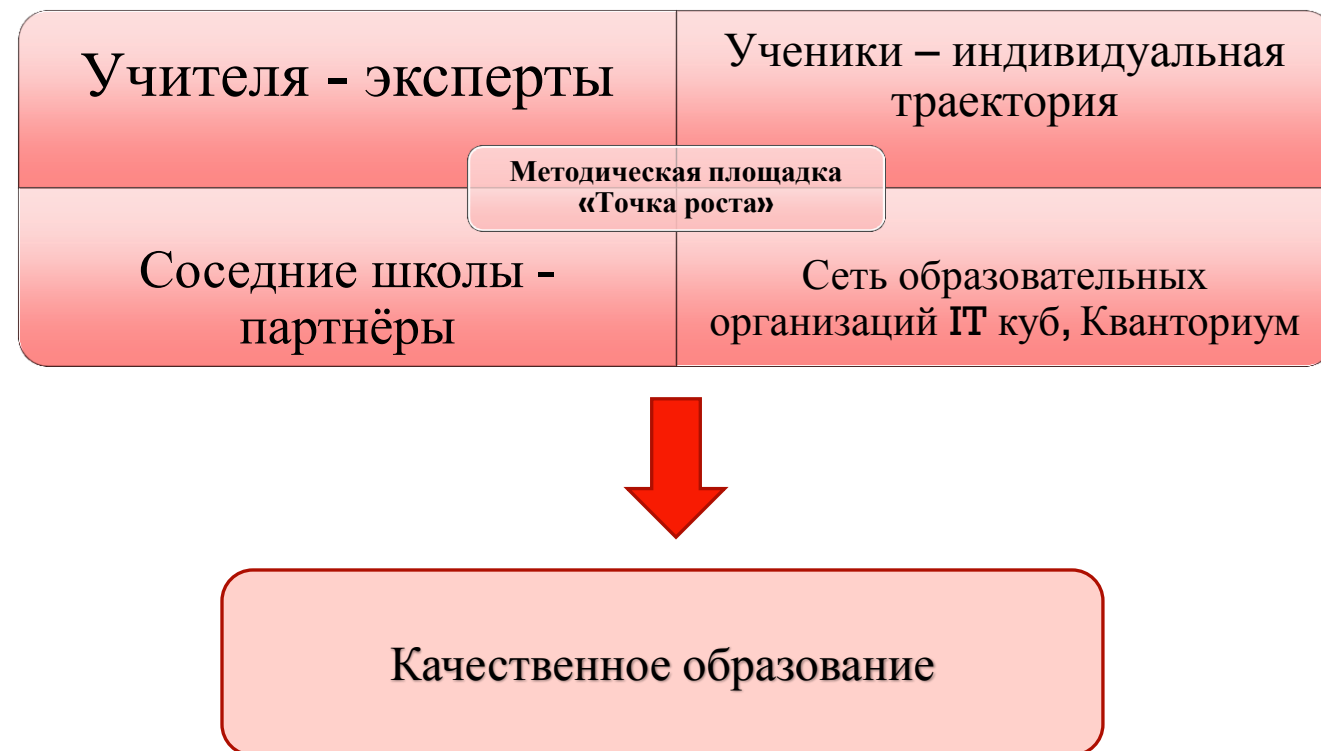 Учителя - эксперты
Ученики – индивидуальная
траектория
Методическая площадка
«Точка роста»
Соседние школы -
партнёры
Сеть образовательных
организаций IT куб, Кванториум
Качественное образование